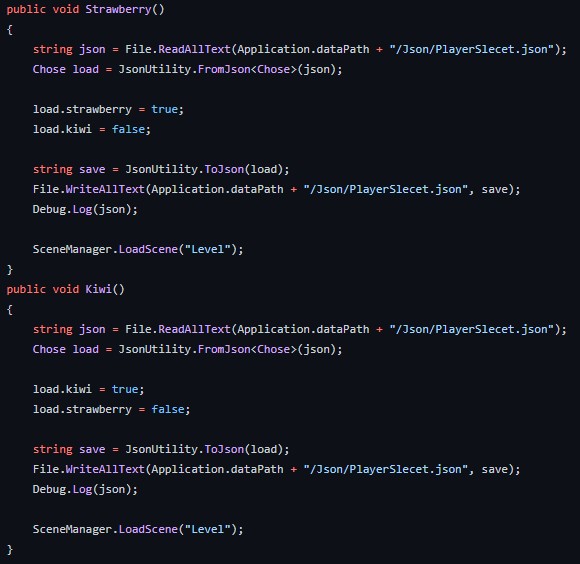 public void Strawberry()
{
    string json = File.ReadAllText(Application.dataPath + "/Json/PlayerSlecet.json");
    Chose load = JsonUtility.FromJson<Chose>(json);

    load.strawberry = true;
    load.kiwi = false;

    string save = JsonUtility.ToJson(load);
    File.WriteAllText(Application.dataPath + "/Json/PlayerSlecet.json", save);
    Debug.Log(json);

    SceneManager.LoadScene("Level");
}
public void Kiwi()
{
    string json = File.ReadAllText(Application.dataPath + "/Json/PlayerSlecet.json");
    Chose load = JsonUtility.FromJson<Chose>(json);

    load.kiwi = true;
    load.strawberry = false;

    string save = JsonUtility.ToJson(load);
    File.WriteAllText(Application.dataPath + "/Json/PlayerSlecet.json", save);
    Debug.Log(json);

    SceneManager.LoadScene("Level");
}